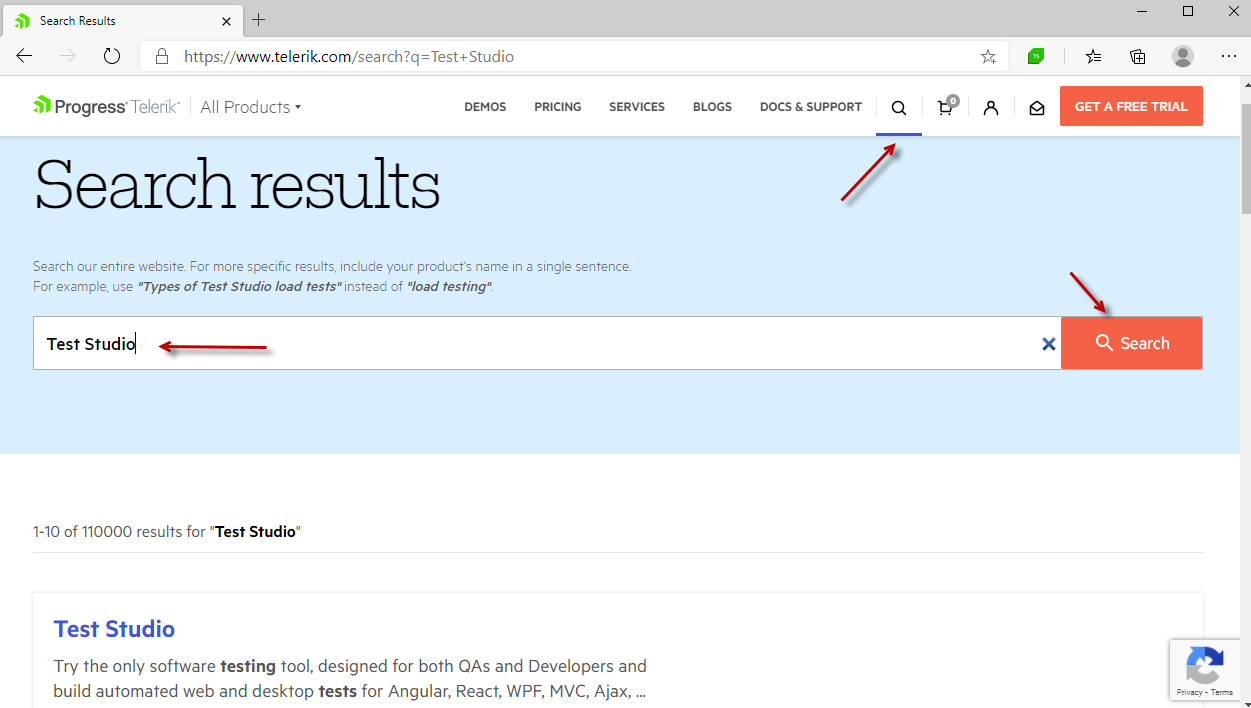 Search Results
https://www.telerik.com/search?q=Test+Studio
TS
Progress Telerik All Products
DEMOS PRICING SERVICES BLOGS DOCS & SUPPORT 0 GET A FREE TRIAL
Search results
Search our entire website. For more specific results, include your product's name in a single sentence.
For example, use "Types of Test Studio load tests" instead of "load testing".
Test Studio Search
1-10 of 110000 results for "Test Studio"
Test Studio
Try the only software testing tool, designed for both QAs and Developers and
build automated web and desktop tests for Angular, React, WPF, MVC, Ajax, ...
Privacy - Terms